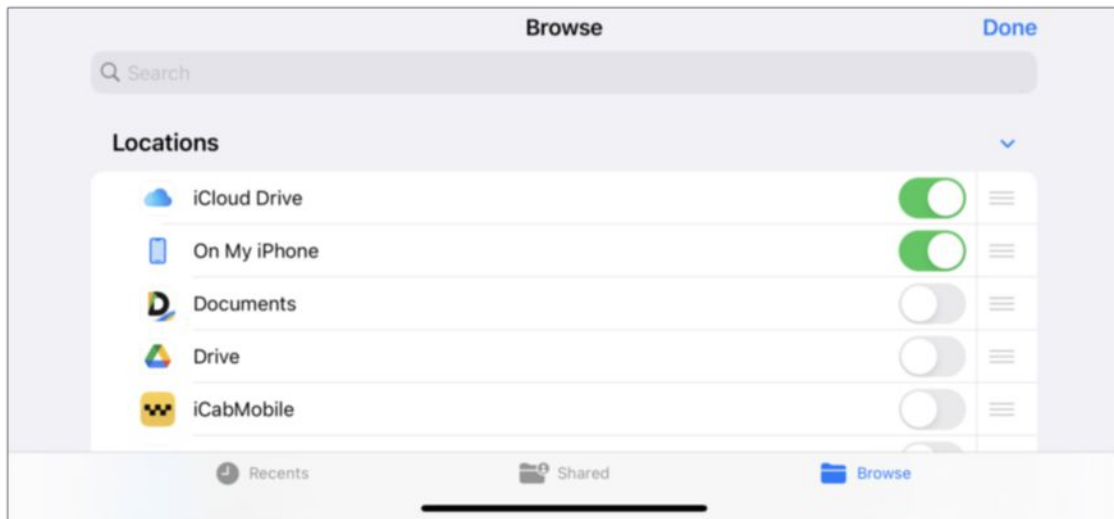 Browse
Done
Search
Locations
iCloud Drive
On My iPhone
Documents
Drive
iCabMobile
Recents
Shared
Browse